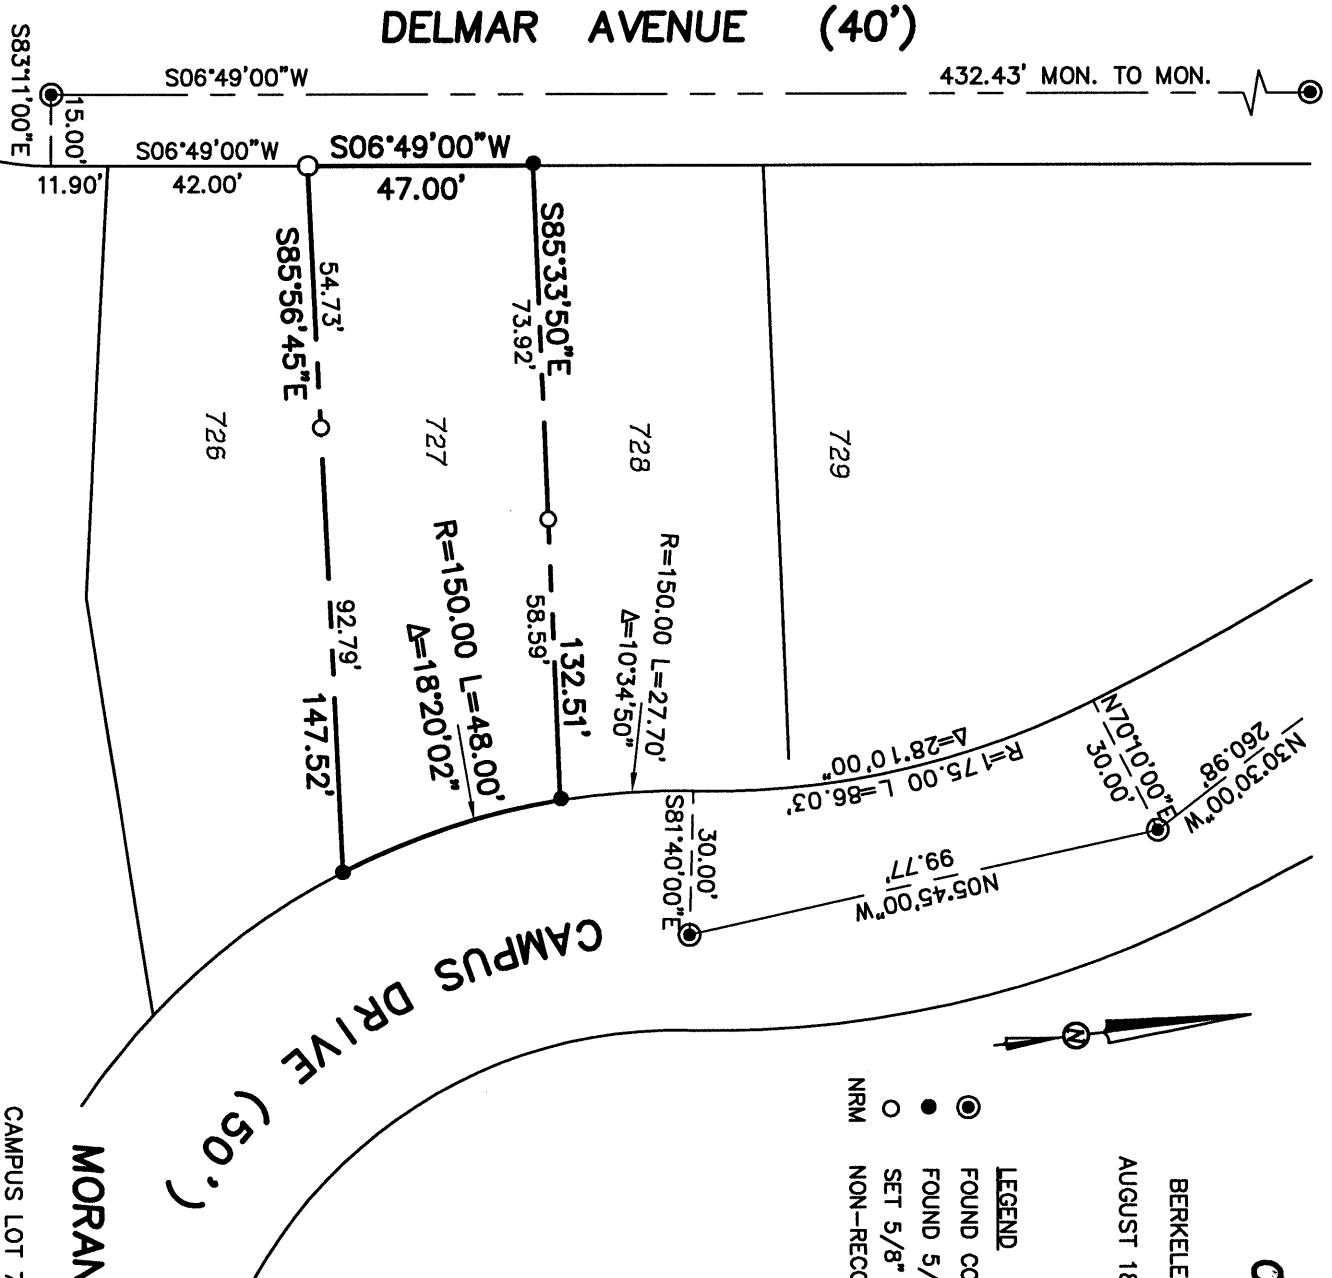 DELMAR AVENUE (40')
S06°49'00"W
432.43' MON. TO MON.
S83°11'00"E
15.00'
S06°49'00"W
S06°49'00"W
11.90'
42.00'
47.00'
S85°56'45"E
54.73'
S85°33'50"E
73.92'
726
727
728
729
R=150.00 L=48.00'
Δ=18°20'02"
R=150.00 L=27.70'
Δ=10°34'50"
92.79'
147.52'
58.59'
132.51'
Δ=28°10'00"
R=175.00 L=86.03'
N70°10'00"E
30.00'
N30°30'00"W
260.98'
S81°40'00"E
30.00'
N05°45'00"W
99.77'
CAMPUS DRIVE (50')
N
LEGEND
FOUND
FOUND 5/
SET 5/8"
NRM
BERKELE
AUGUST 18
MORAN
CAMPUS LOT